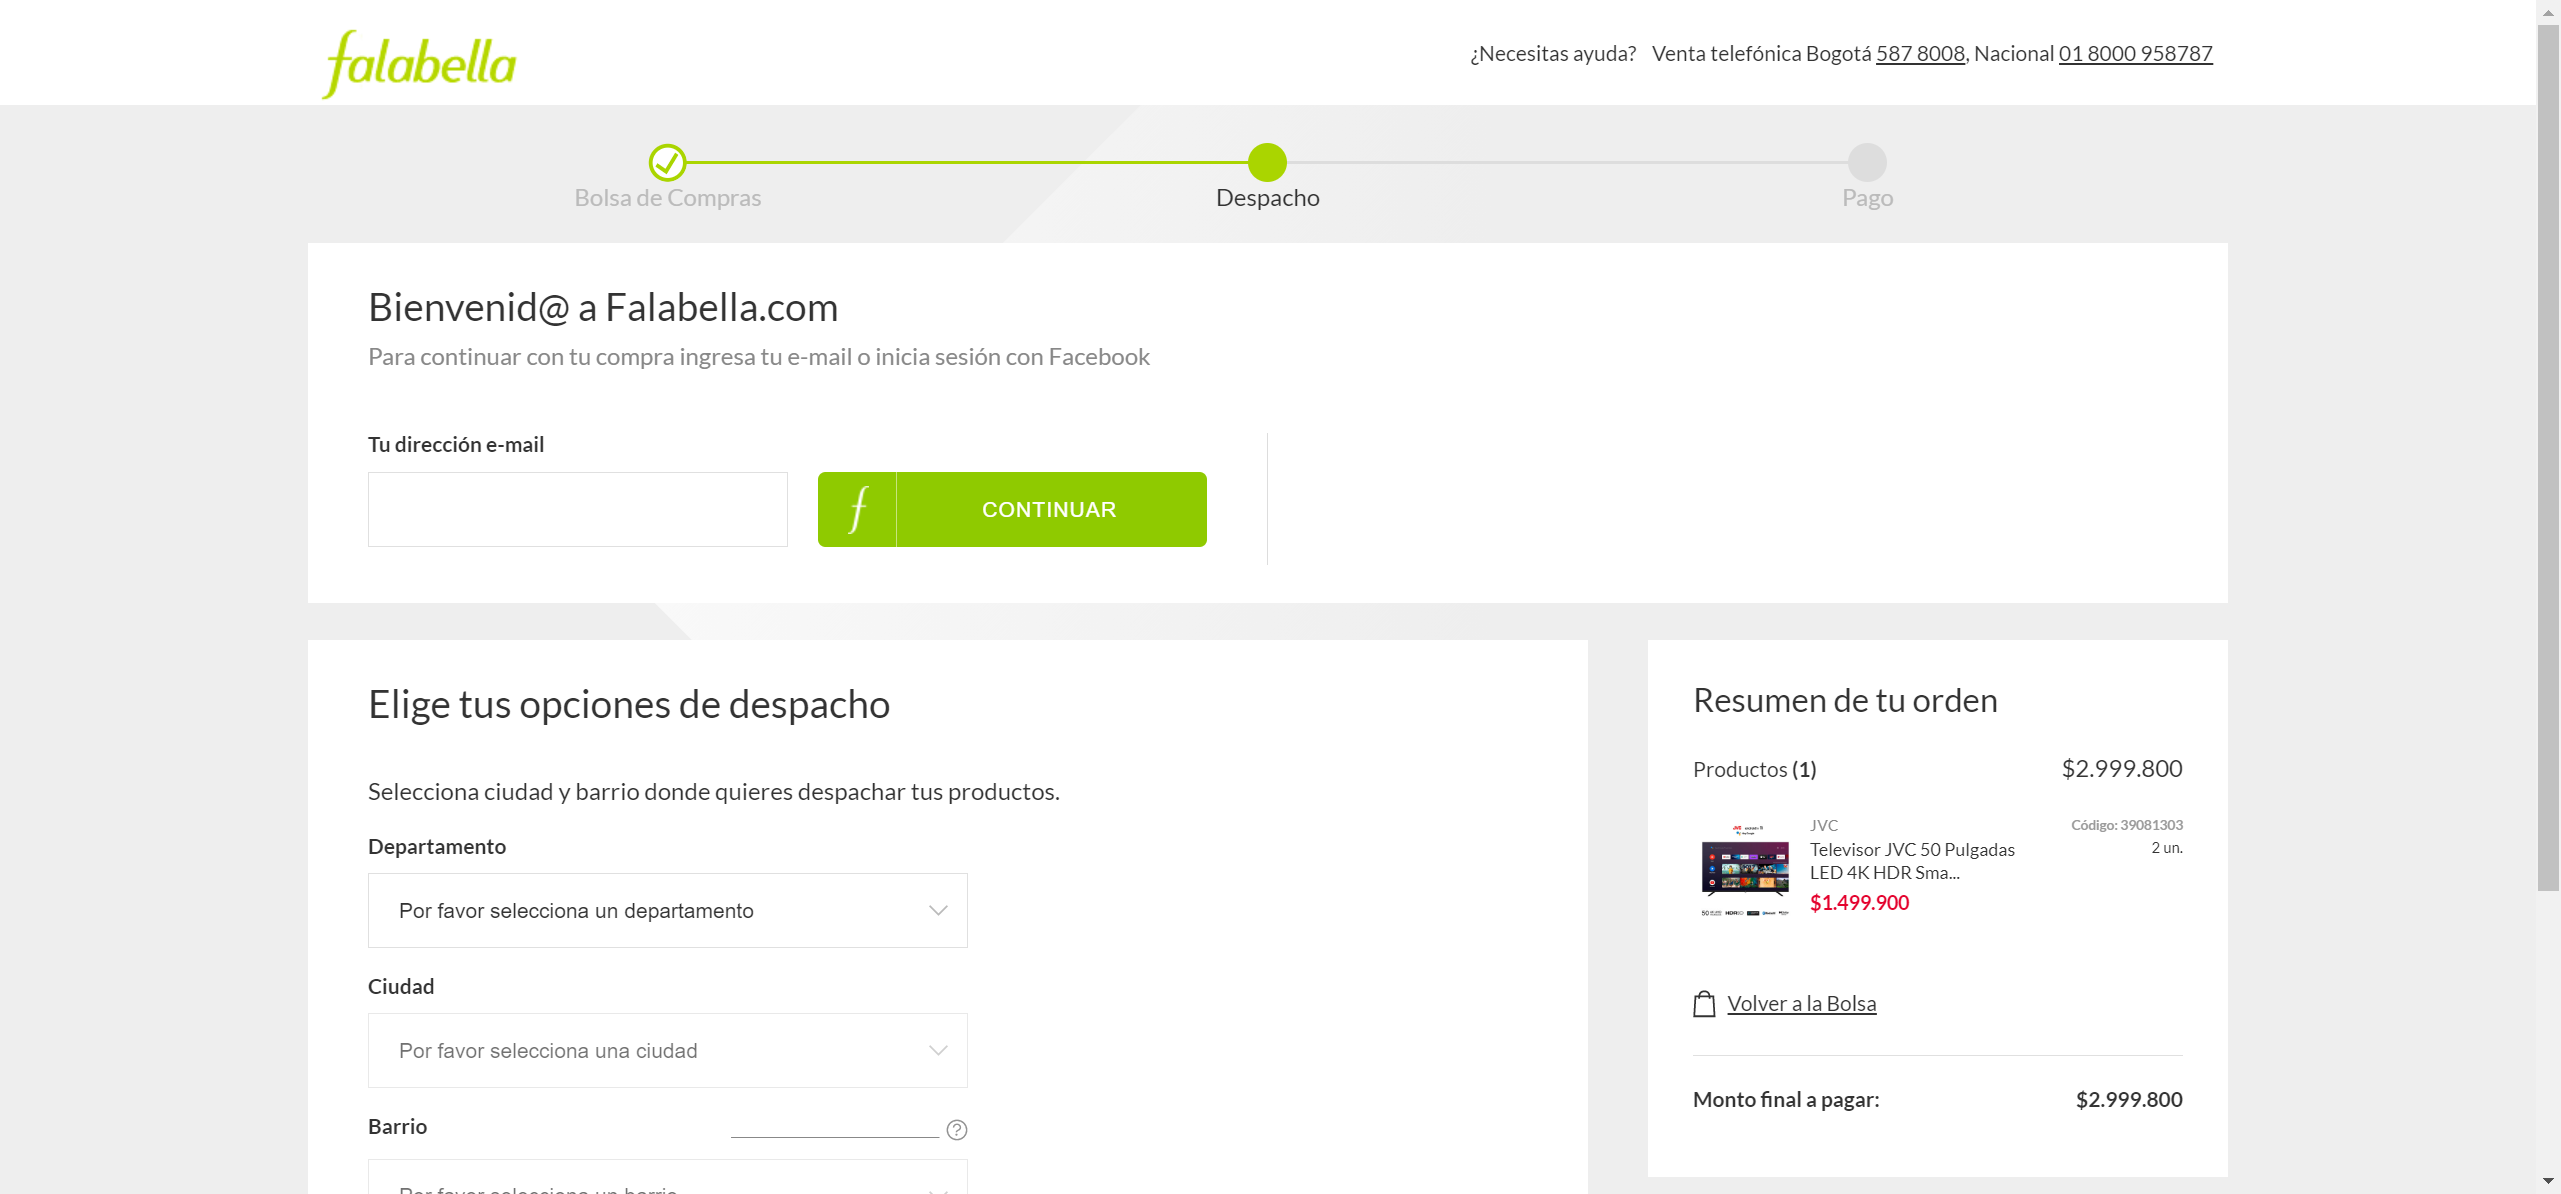 falabella
¿Necesitas ayuda? Venta telefónica Bogotá 587 8008, Nacional 01 8000 958787
Bolsa de Compras
Despacho
Pago
Bienvenid@ a Falabella.com
Para continuar con tu compra ingresa tu e-mail o inicia sesión con Facebook
Tu dirección e-mail
f
CONTINUAR
Elige tus opciones de despacho
Selecciona ciudad y barrio donde quieres despachar tus productos.
Departamento
Por favor selecciona un departamento
Ciudad
Por favor selecciona una ciudad
Barrio
?
Por favor selecciona un barrio
Resumen de tu orden
Productos (1) $2.999.800
JVC
Código: 39081303
Televisor JVC 50 Pulgadas
2 un.
LED 4K HDR Sma...
$1.499.900
Volver a la Bolsa
Monto final a pagar: $2.999.800